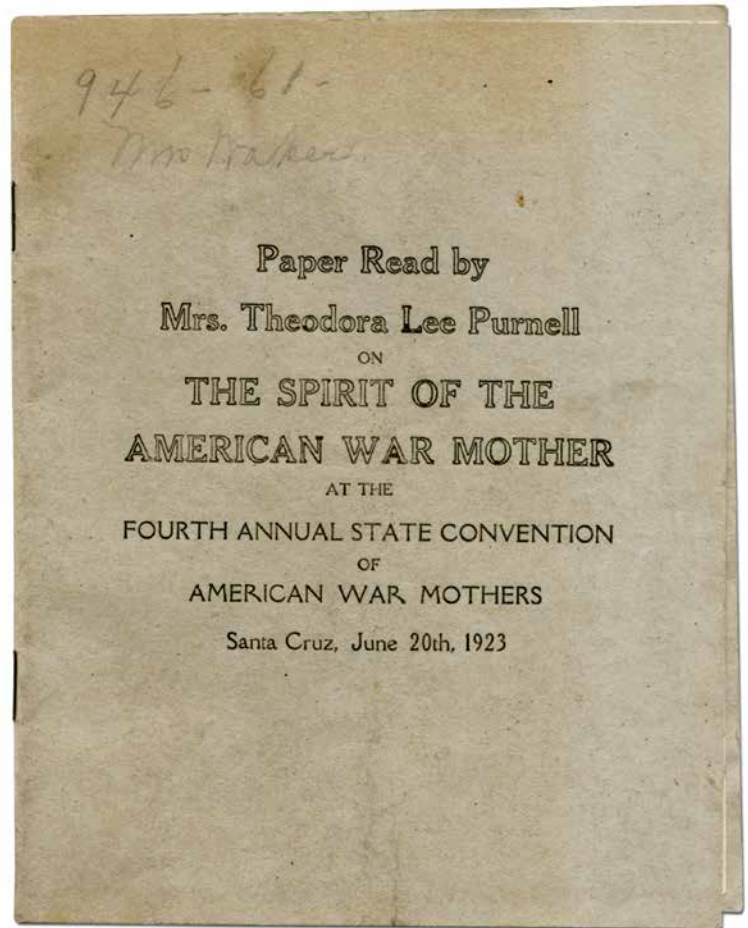 946 - 61 -
Mrs
Paper Read by
Mrs. Theodora Lee Purnell
ON
THE SPIRIT OF THE
AMERICAN WAR MOTHER
AT THE
FOURTH ANNUAL STATE CONVENTION
OF
AMERICAN WAR MOTHERS
Santa Cruz, June 20th, 1923